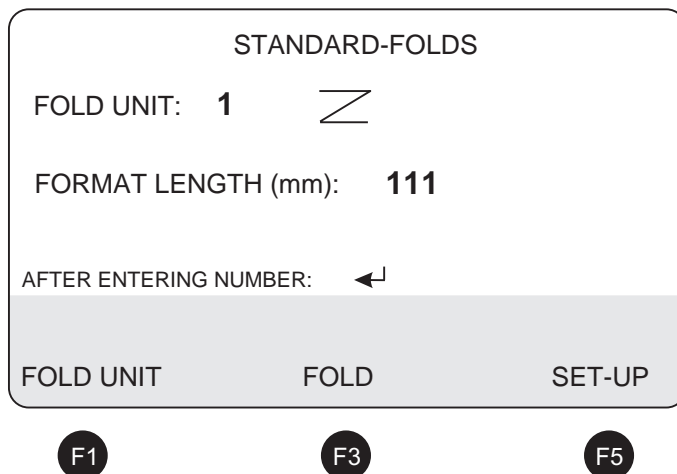 STANDARD-FOLDS
FOLD UNIT: 1
FORMAT LENGTH (mm): 111
AFTER ENTERING NUMBER:
FOLD UNIT FOLD SET-UP
F1 F3 F5